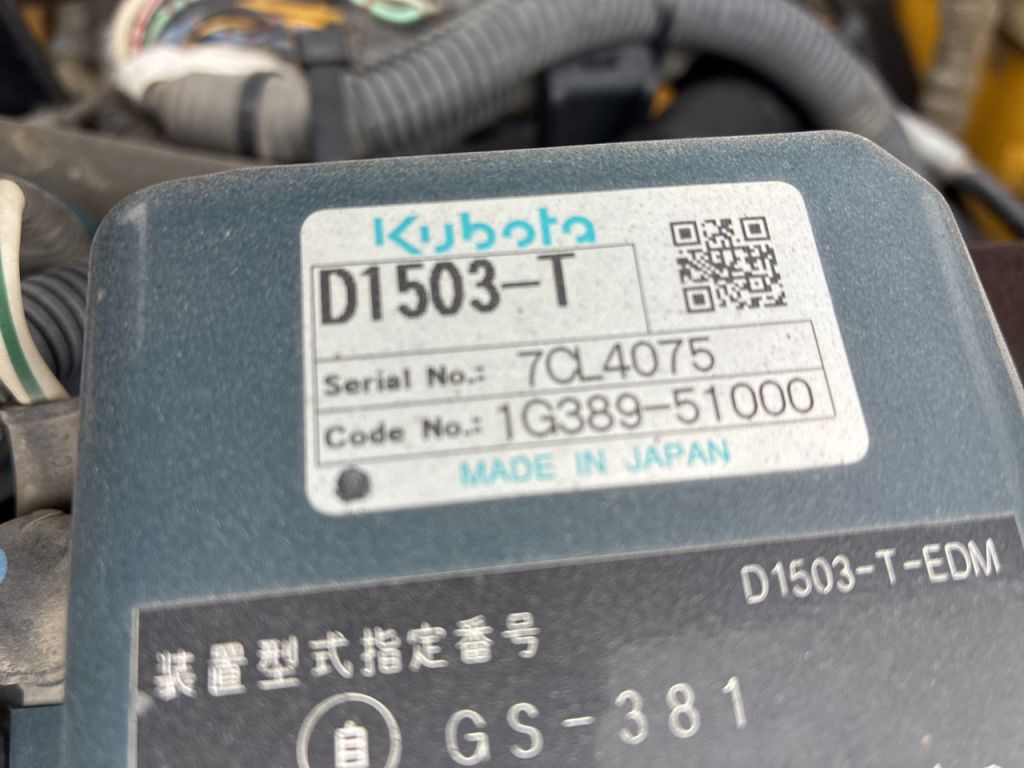 Kubota
D1503-T
Serial No.: 7CL4075
Code No.: 1G389-51000
MADE IN JAPAN
D1503-T-EDM
装置型式指定番号
自 GS-381